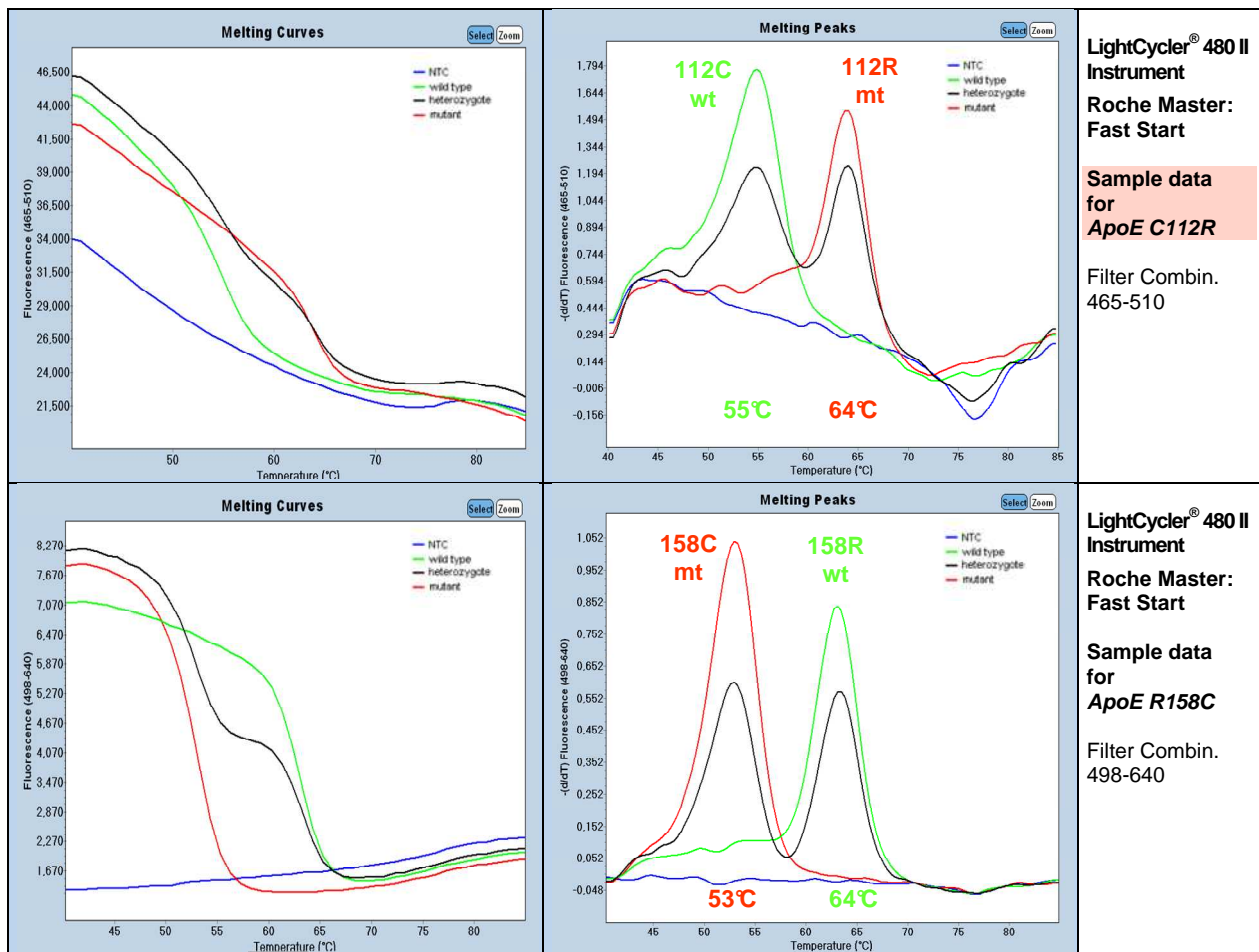 Melting Curves
Select Zoom
NTC
wild type
heterozygote
mutant
46,500
44,000
41,500
39,000
36,500
34,000
31,500
29,000
26,500
24,000
21,500
Fluorescence (465-510)
50 60 70 80
Temperature (°C)
Melting Peaks
Select Zoom
NTC
wild type
heterozygote
mutant
112C
wt
112R
mt
1,794
1,644
1,494
1,344
1,194
1,044
0,894
0,744
0,594
0,444
0,294
0,144
-0,006
-0,156
-(d/dT) Fluorescence (465-510)
55°C 64°C
40 45 50 55 60 65 70 75 80 85
Temperature (°C)
LightCycler® 480 II
Instrument
Roche Master:
Fast Start
Sample data
for
ApoE C112R
Filter Combin.
465-510
Melting Curves
Select Zoom
NTC
wild type
heterozygote
mutant
8,270
7,670
7,070
6,470
5,870
5,270
4,670
4,070
3,470
2,870
2,270
1,670
Fluorescence (498-640)
45 50 55 60 65 70 75 80
Temperature (°C)
Melting Peaks
Select Zoom
NTC
wild type
heterozygote
mutant
158C
mt
158R
wt
1,052
0,952
0,852
0,752
0,652
0,552
0,452
0,352
0,252
0,152
0,052
-0,048
-(d/dT) Fluorescence (498-640)
53°C 64°C
45 50 55 60 65 70 75 80
Temperature (°C)
LightCycler® 480 II
Instrument
Roche Master:
Fast Start
Sample data
for
ApoE R158C
Filter Combin.
498-640